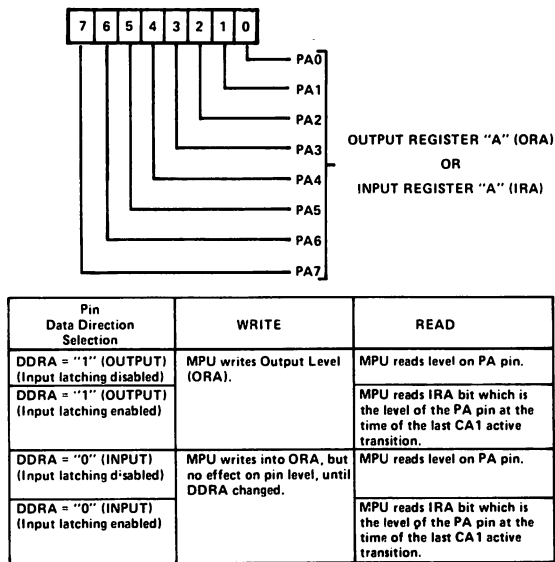 7 6 5 4 3 2 1 0
PA0
PA1
PA2
PA3
PA4
PA5
PA6
PA7
OUTPUT REGISTER "A" (ORA)
OR
INPUT REGISTER "A" (IRA)
Pin
Data Direction
Selection
WRITE
READ
DDRA = "1" (OUTPUT)
(Input latching disabled)
MPU writes Output Level
(ORA).
MPU reads level on PA pin.
DDRA = "1" (OUTPUT)
(Input latching enabled)
MPU reads IRA bit which is
the level of the PA pin at the
time of the last CA1 active
transition.
DDRA = "0" (INPUT)
(Input latching disabled)
MPU writes into ORA, but
no effect on pin level, until
DDRA changed.
MPU reads level on PA pin.
DDRA = "0" (INPUT)
(Input latching enabled)
MPU reads IRA bit which is
the level of the PA pin at the
time of the last CA1 active
transition.